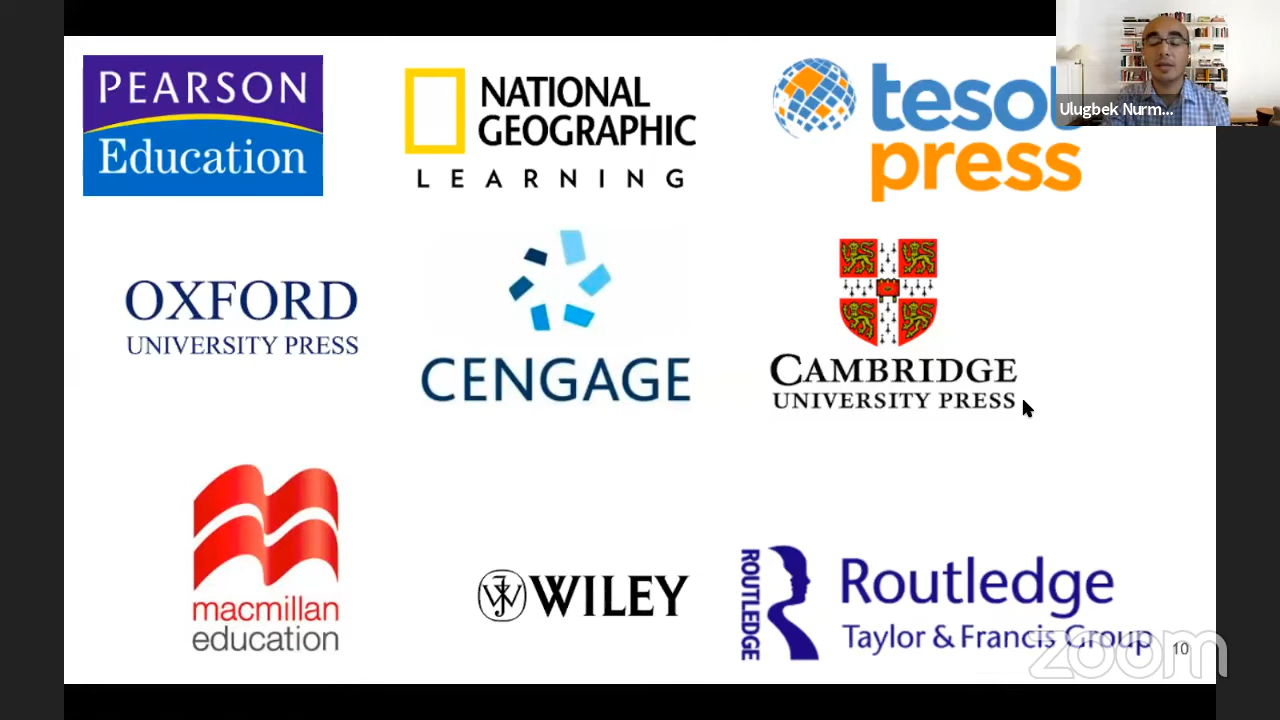 PEARSON
Education
NATIONAL
GEOGRAPHIC
LEARNING
tesol
press
Ulugbek Nurm...
OXFORD
UNIVERSITY PRESS
CENGAGE
CAMBRIDGE
UNIVERSITY PRESS
macmillan
education
WILEY
ROUTLEDGE
Routledge
Taylor & Francis Group
zoom
10